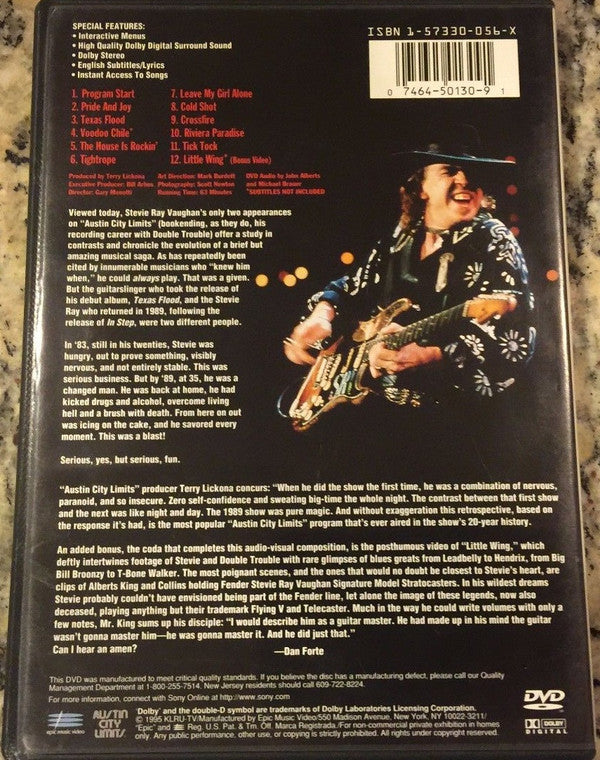 SPECIAL FEATURES:
• Interactive Menus
• High Quality Dolby Digital Surround Sound
• Dolby Stereo
• English Subtitles/Lyrics
• Instant Access To Songs
ISBN 1-57330-056-X
0 7464-50130-9 1
1. Program Start
2. Pride And Joy
3. Texas Flood
4. Voodoo Chile*
5. The House Is Rockin'*
6. Tightrope
7. Leave My Girl Alone
8. Cold Shot
9. Crossfire
10. Riviera Paradise
11. Tick Tock
12. Little Wing* (Bonus Video)
Produced by Terry Lickona
Executive Producer: Bill Arhos
Director: Gary Menotti
Art Direction: Mark Burdett
Photography: Scott Newton
Running Time: 63 Minutes
DVD Audio by John Alberts
and Michael Brauer
*SUBTITLES NOT INCLUDED
Viewed today, Stevie Ray Vaughan's only two appearances
on "Austin City Limits" (bookending, as they do, his
recording career with Double Trouble) offer a study in
contrasts and chronicle the evolution of a brief but
amazing musical saga. As has repeatedly been
cited by innumerable musicians who "knew him
when," he could always play. That was a given.
But the guitarslinger who took the release of
his debut album, Texas Flood, and the Stevie
Ray who returned in 1989, following the
release of In Step, were two different people.
In '83, still in his twenties, Stevie was
hungry, out to prove something, visibly
nervous, and not entirely stable. This was
serious business. But by '89, at 35, he was a
changed man. He was back at home, he had
kicked drugs and alcohol, overcome living
hell and a brush with death. From here on out
was icing on the cake, and he savored every
moment. This was a blast!
Serious, yes, but serious, fun.
"Austin City Limits" producer Terry Lickona concurs: "When he did the show the first time, he was a combination of nervous,
paranoid, and so insecure. Zero self-confidence and sweating big-time the whole night. The contrast between that first show
and the next was like night and day. The 1989 show was pure magic. And without exaggeration this retrospective, based on
the response it's had, is the most popular "Austin City Limits" program that's ever aired in the show's 20-year history.
An added bonus, the coda that completes this audio-visual composition, is the posthumous video of "Little Wing," which
deftly intertwines footage of Stevie and Double Trouble with rare glimpses of blues greats from Leadbelly to Hendrix, from Big
Bill Broonzy to T-Bone Walker. The most poignant scenes, and the ones that would no doubt be closest to Stevie's heart, are
clips of Alberts King and Collins holding Fender Stevie Ray Vaughan Signature Model Stratocasters. In his wildest dreams
Stevie probably couldn't have envisioned being part of the Fender line, let alone the image of these legends, now also
deceased, playing anything but their trademark Flying V and Telecaster. Much in the way he could write volumes with only a
few notes, Mr. King sums up his disciple: "I would describe him as a guitar master. He had made up in his mind the guitar
wasn't gonna master him—he was gonna master it. And he did just that."
Can I hear an amen?
—Dan Forte
This DVD was manufactured to meet critical quality standards. If you believe the disc has a manufacturing defect, please call our Quality
Management Department at 1-800-255-7514. New Jersey residents should call 609-722-8224.
For more information, connect with Sony Online at http://www.sony.com
'Dolby' and the double-D symbol are trademarks of Dolby Laboratories Licensing Corporation.
© 1995 KLRU-TV/Manufactured by Epic Music Video/550 Madison Avenue, New York, NY 10022-3211/
"Epic" and Reg. U.S. Pat. & Tm. Off. Marca Registrada./For non-commercial private exhibition in homes
only. Any public performance, other use, or copying is strictly prohibited. All rights under copyright reserved.
epic music video
AUSTIN
CITY
LIMITS
DVD
DOLBY
DIGITAL